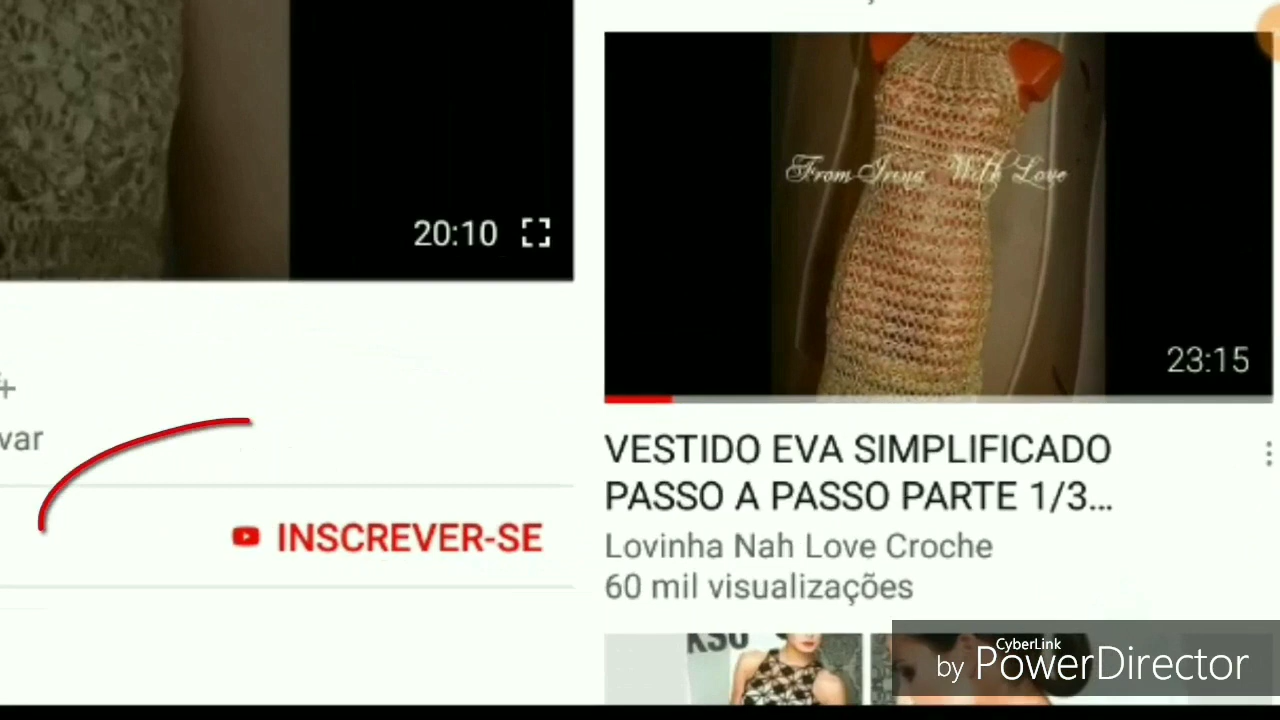 20:10
var
INSCREVER-SE
From Irina With Love
23:15
VESTIDO EVA SIMPLIFICADO
PASSO A PASSO PARTE 1/3...
Lovinha Nah Love Croche
60 mil visualizações
CyberLink
by PowerDirector